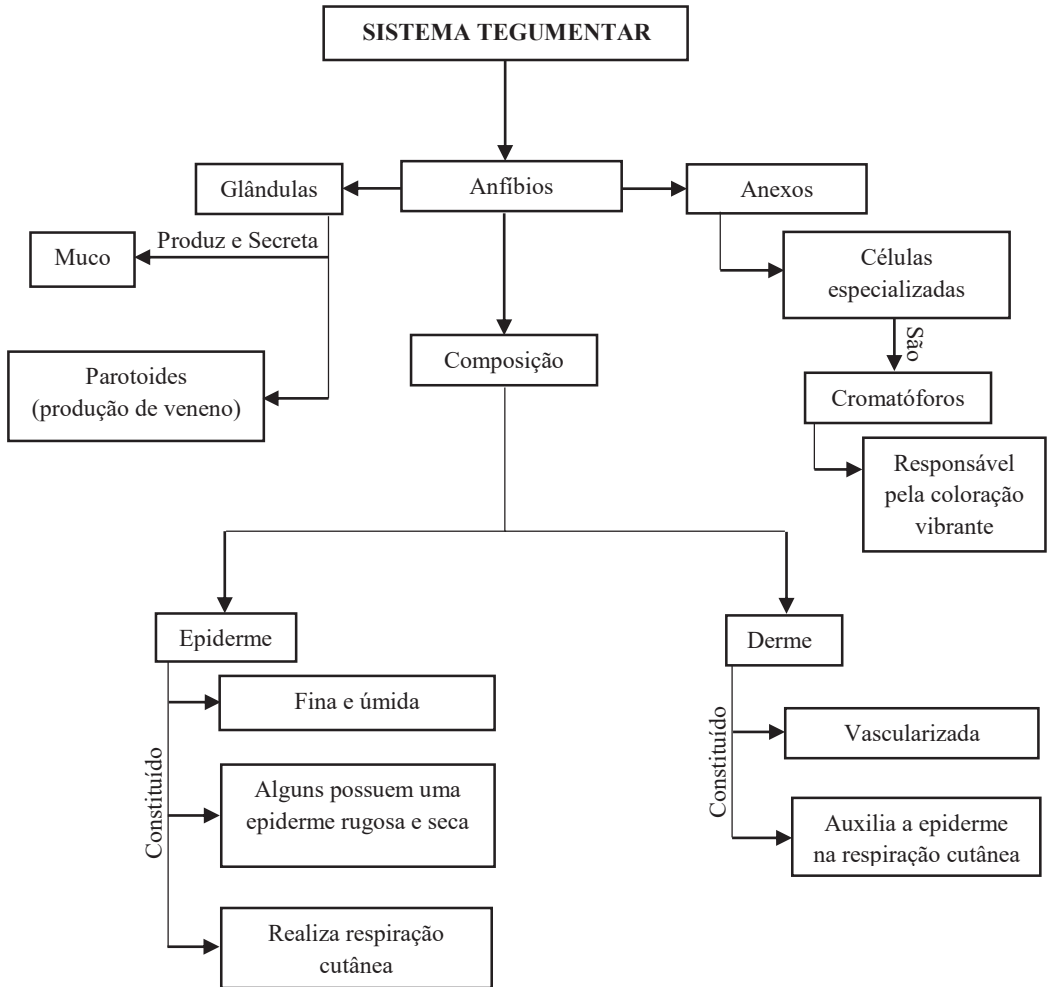 SISTEMA TEGUMENTAR
Glândulas
Anfíbios
Anexos
Produz e Secreta
Muco
Células
especializadas
São
Composição
Parotoides
(produção de veneno)
Cromatóforos
Responsável
pela coloração
vibrante
Epiderme
Derme
Constituído
Fina e úmida
Alguns possuem uma
epiderme rugosa e seca
Realiza respiração
cutânea
Constituído
Vascularizada
Auxilia a epiderme
na respiração cutânea